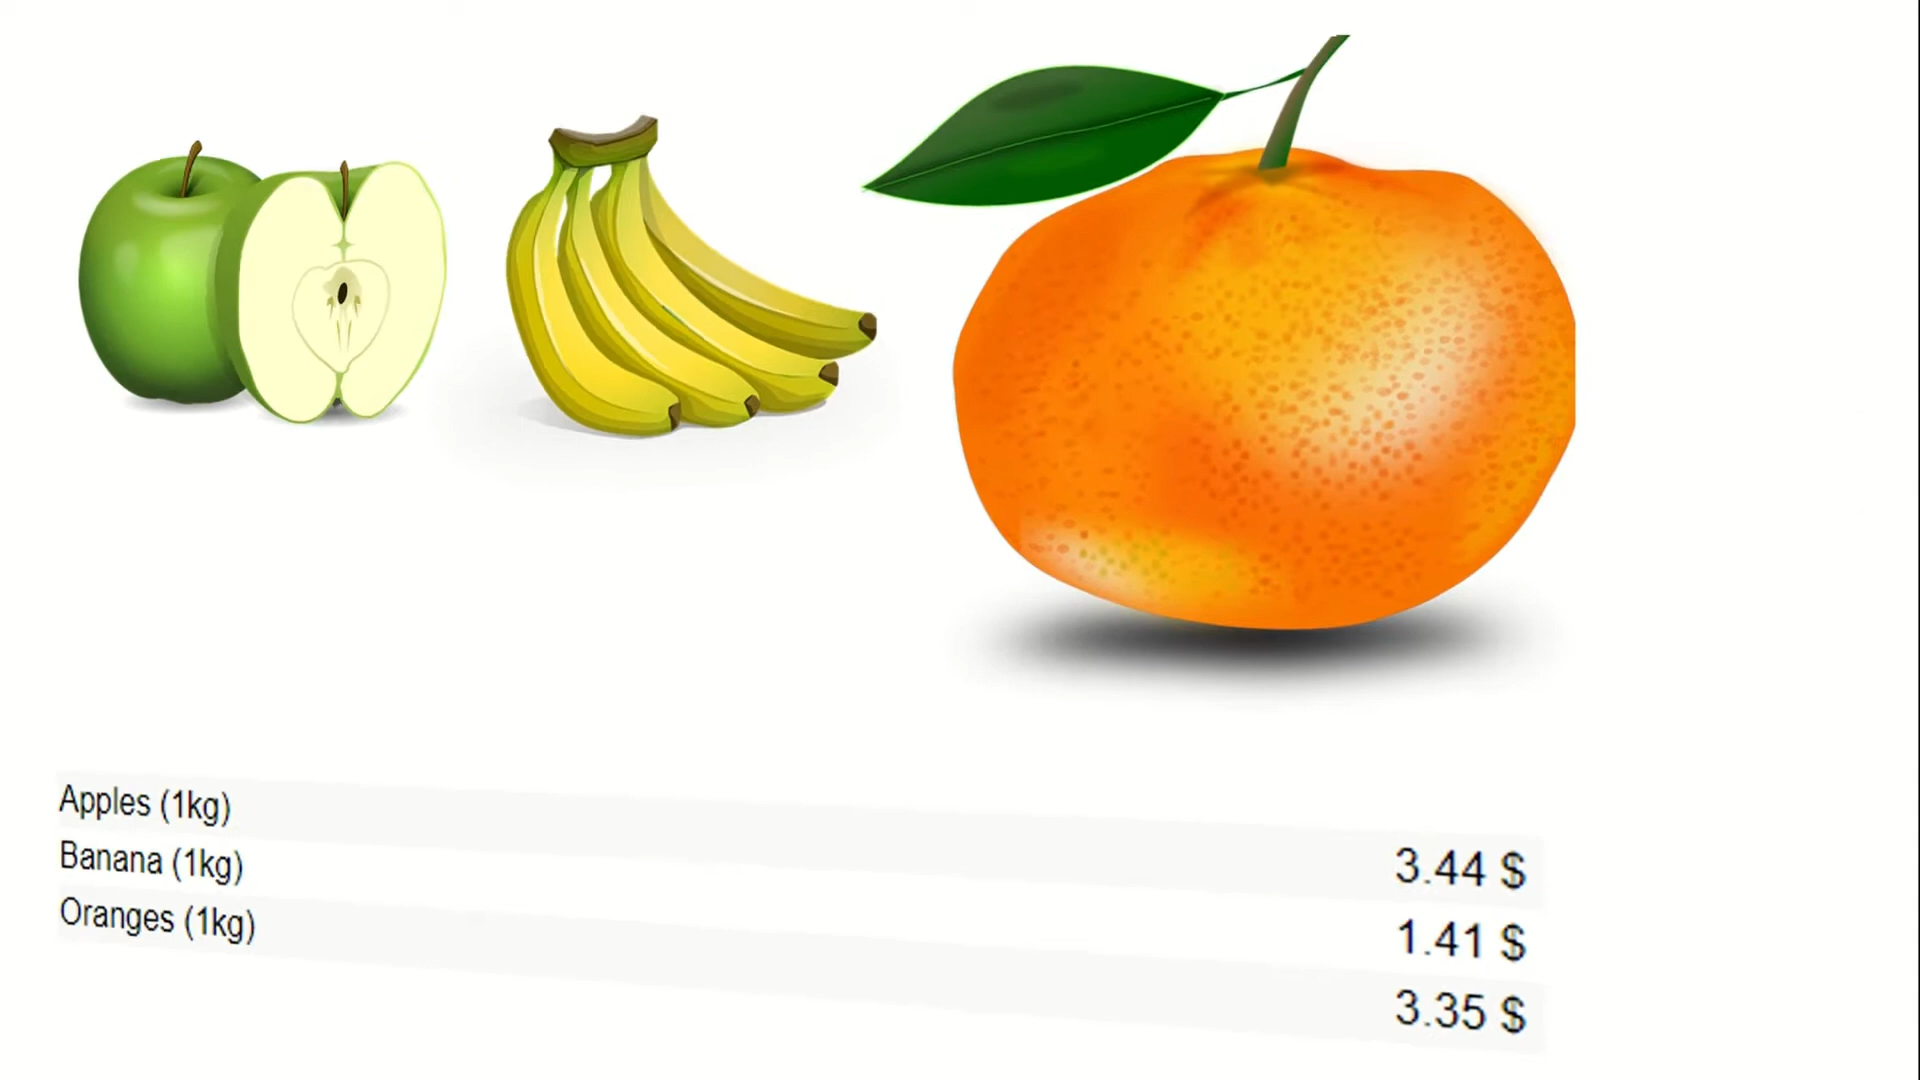 Apples (1kg) 3.44 $
Banana (1kg) 1.41 $
Oranges (1kg) 3.35 $